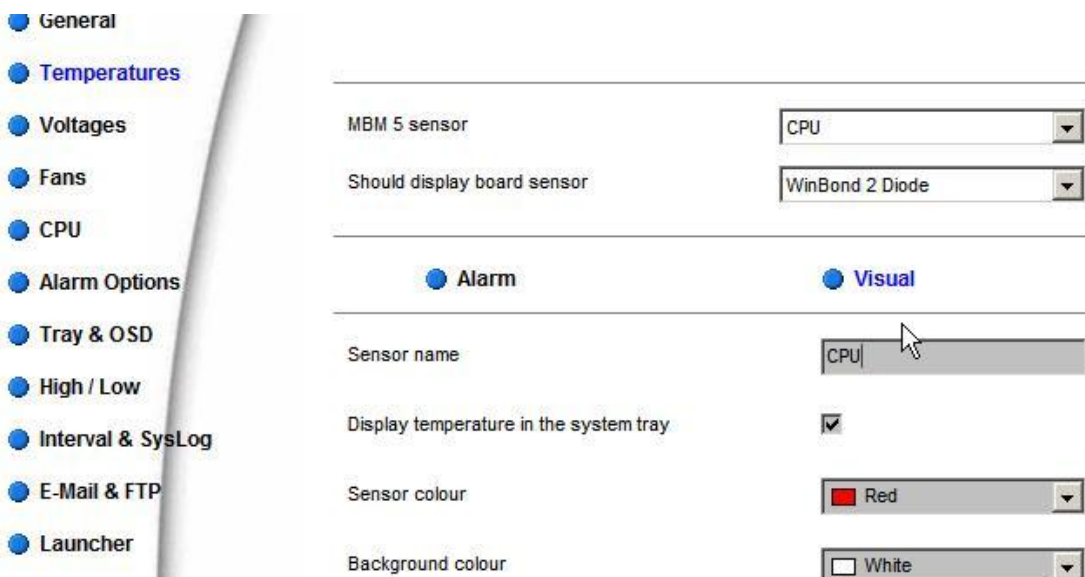 General
Temperatures
Voltages
Fans
CPU
Alarm Options
Tray & OSD
High / Low
Interval & SysLog
E-Mail & FTP
Launcher
MBM 5 sensor CPU
Should display board sensor WinBond 2 Diode
Alarm Visual
Sensor name CPU
Display temperature in the system tray
Sensor colour Red
Background colour White